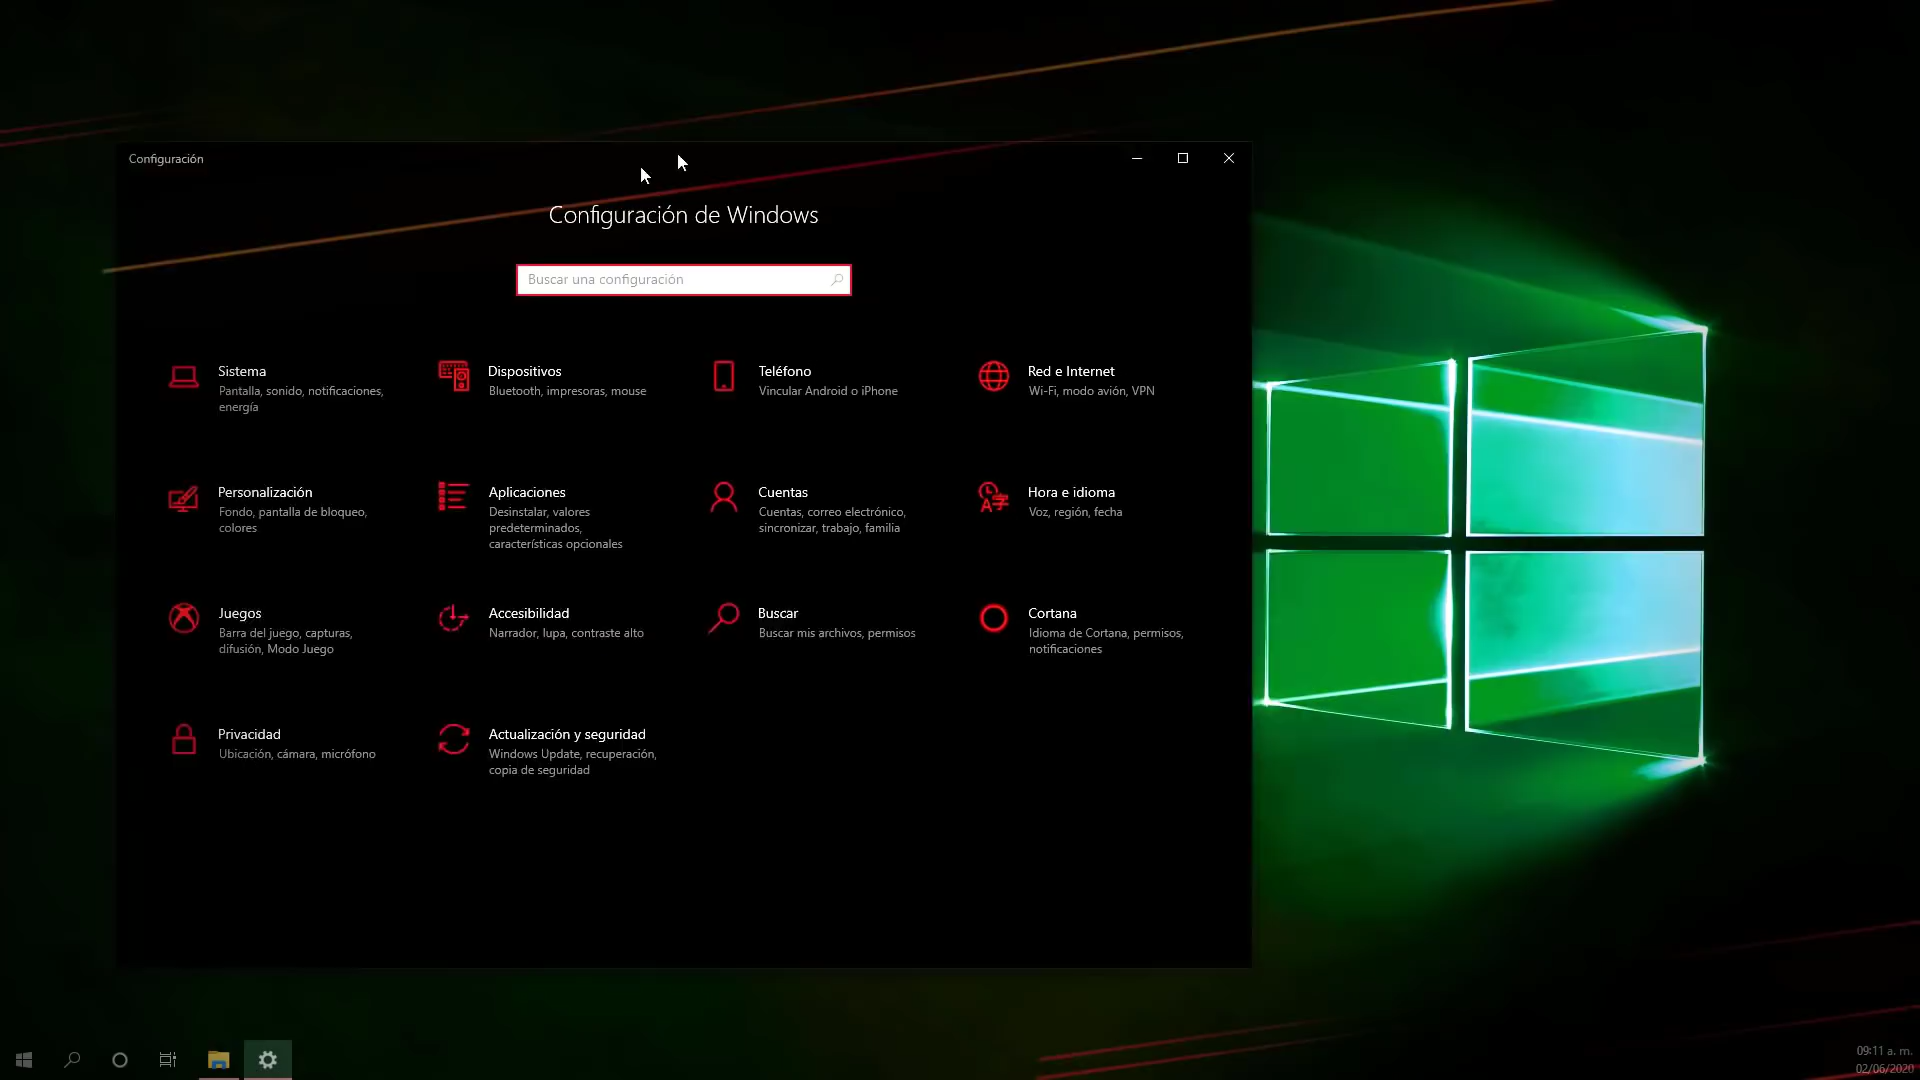 Configuración
Configuración de Windows
Buscar una configuración
Sistema
Pantalla, sonido, notificaciones,
energía
Dispositivos
Bluetooth, impresoras, mouse
Teléfono
Vincular Android o iPhone
Red e Internet
Wi-Fi, modo avión, VPN
Personalización
Fondo, pantalla de bloqueo,
colores
Aplicaciones
Desinstalar, valores
predeterminados,
características opcionales
Cuentas
Cuentas, correo electrónico,
sincronizar, trabajo, familia
Hora e idioma
Voz, región, fecha
Juegos
Barra del juego, capturas,
difusión, Modo Juego
Accesibilidad
Narrador, lupa, contraste alto
Buscar
Buscar mis archivos, permisos
Cortana
Idioma de Cortana, permisos,
notificaciones
Privacidad
Ubicación, cámara, micrófono
Actualización y seguridad
Windows Update, recuperación,
copia de seguridad
09:11 a. m.
02/06/2020